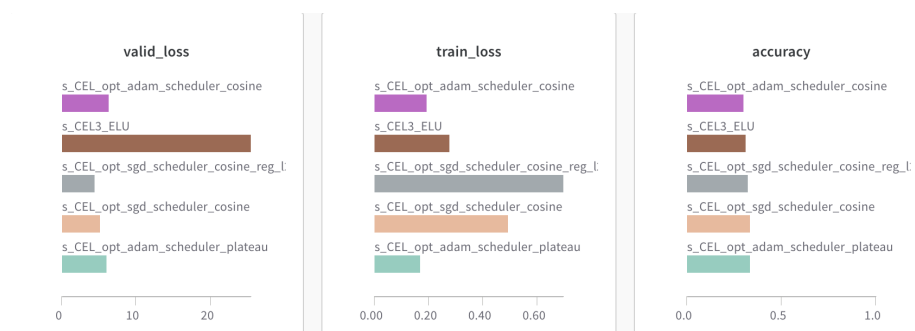 valid_loss
s_CEL_opt_adam_scheduler_cosine
s_CEL3_ELU
s_CEL_opt_sgd_scheduler_cosine_reg_l
s_CEL_opt_sgd_scheduler_cosine
s_CEL_opt_adam_scheduler_plateau
0 10 20
train_loss
s_CEL_opt_adam_scheduler_cosine
s_CEL3_ELU
s_CEL_opt_sgd_scheduler_cosine_reg_l
s_CEL_opt_sgd_scheduler_cosine
s_CEL_opt_adam_scheduler_plateau
0.00 0.20 0.40 0.60
accuracy
s_CEL_opt_adam_scheduler_cosine
s_CEL3_ELU
s_CEL_opt_sgd_scheduler_cosine_reg_l
s_CEL_opt_sgd_scheduler_cosine
s_CEL_opt_adam_scheduler_plateau
0.0 0.5 1.0